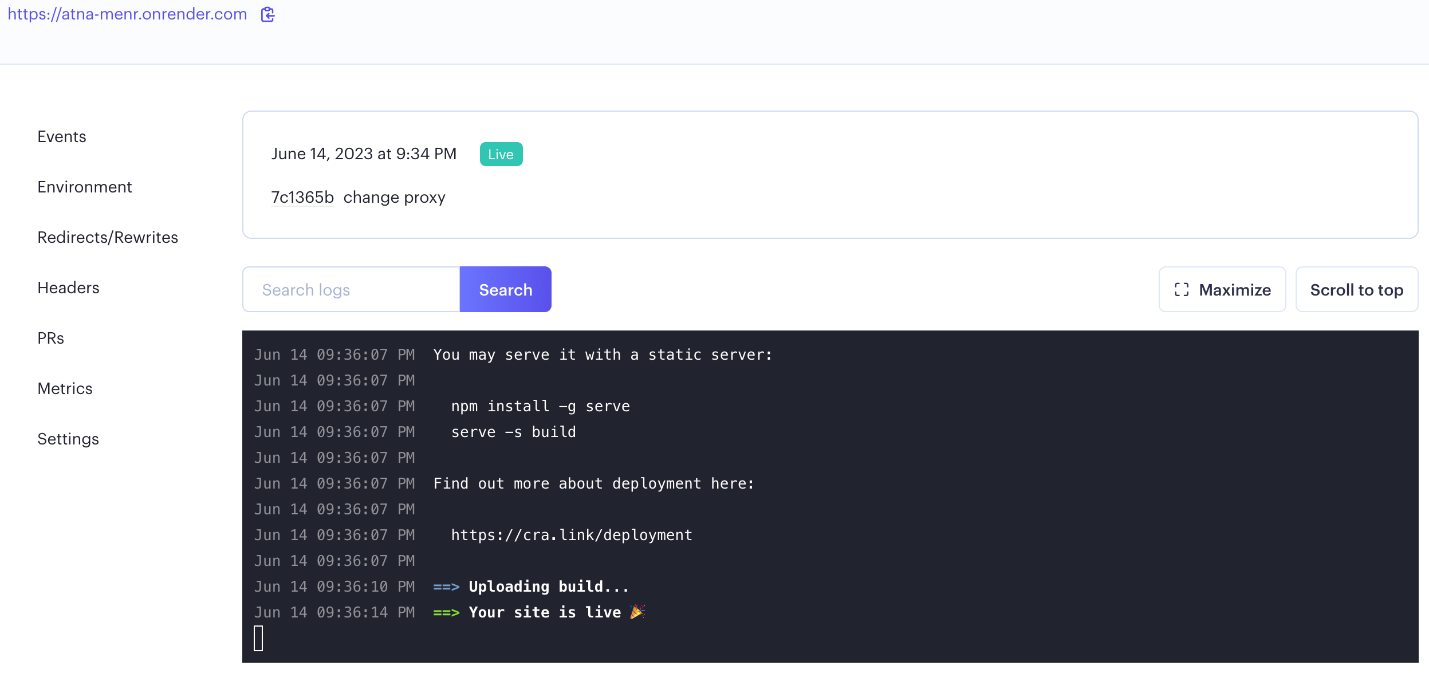 https://atna-menr.onrender.com
Events
Environment
Redirects/Rewrites
Headers
PRs
Metrics
Settings
June 14, 2023 at 9:34 PM Live
7c1365b change proxy
Search logs Search Maximize Scroll to top
Jun 14 09:36:07 PM You may serve it with a static server:
Jun 14 09:36:07 PM
Jun 14 09:36:07 PM npm install -g serve
Jun 14 09:36:07 PM serve -s build
Jun 14 09:36:07 PM
Jun 14 09:36:07 PM Find out more about deployment here:
Jun 14 09:36:07 PM
Jun 14 09:36:07 PM https://cra.link/deployment
Jun 14 09:36:07 PM
Jun 14 09:36:10 PM ==> Uploading build...
Jun 14 09:36:14 PM ==> Your site is live 🎉